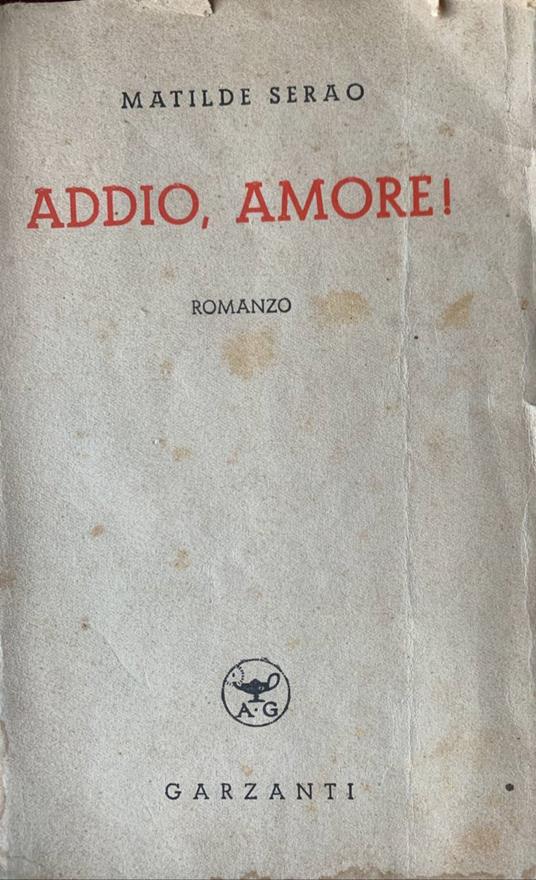 MATILDE SERAO
ADDIO, AMORE!
ROMANZO
A·G
GARZANTI